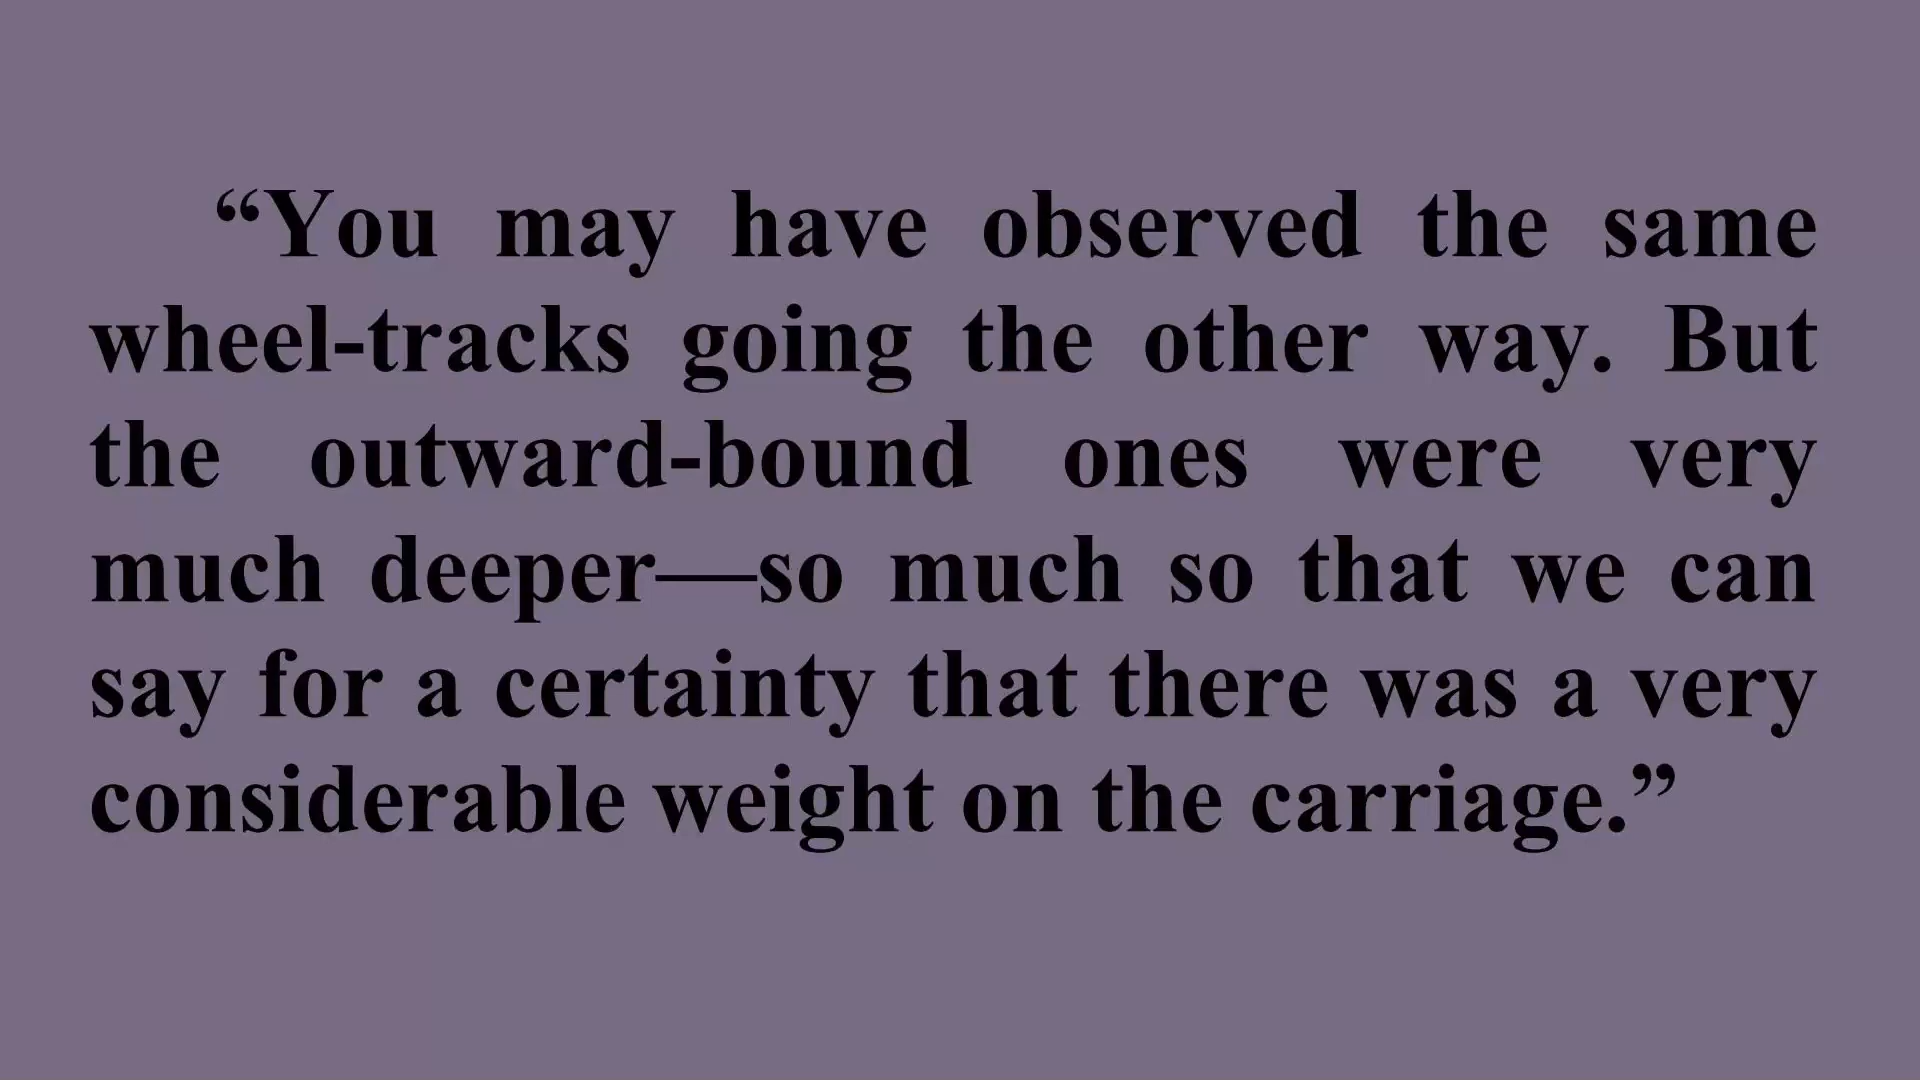 “You may have observed the same
wheel-tracks going the other way. But
the outward-bound ones were very
much deeper—so much so that we can
say for a certainty that there was a very
considerable weight on the carriage.”